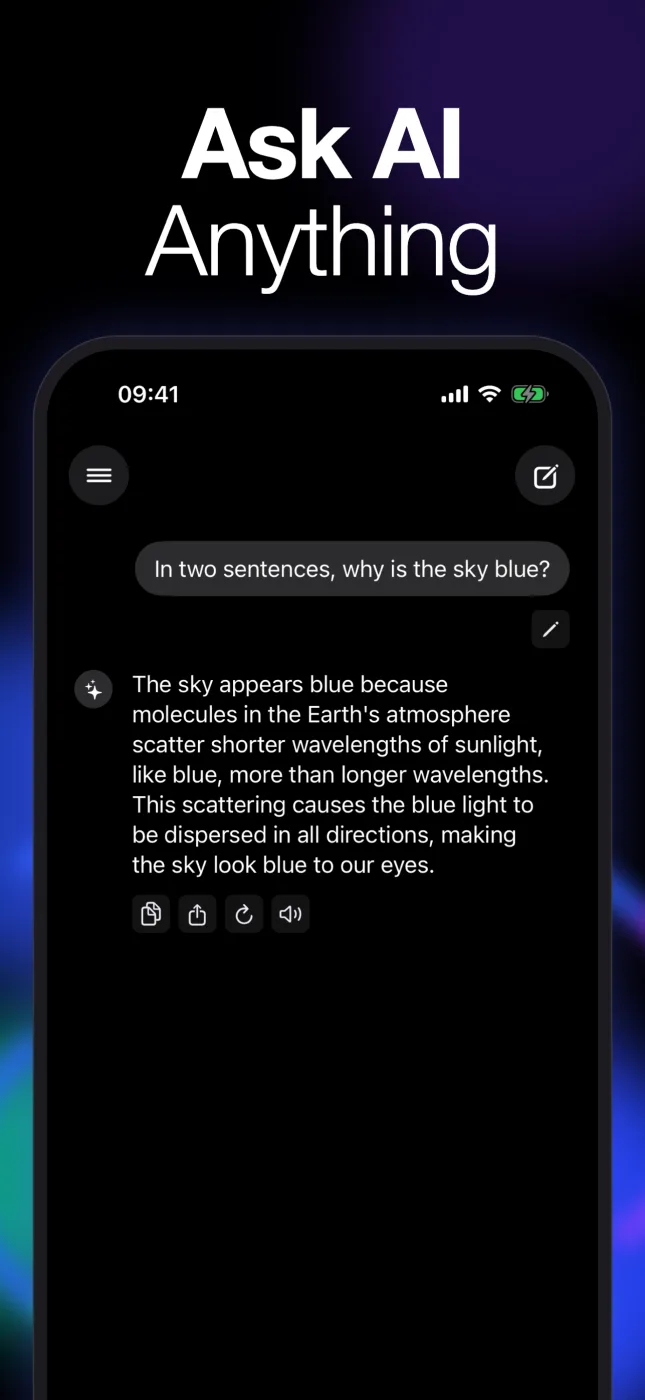 Ask AI
Anything
09:41
In two sentences, why is the sky blue?
The sky appears blue because
molecules in the Earth's atmosphere
scatter shorter wavelengths of sunlight,
like blue, more than longer wavelengths.
This scattering causes the blue light to
be dispersed in all directions, making
the sky look blue to our eyes.